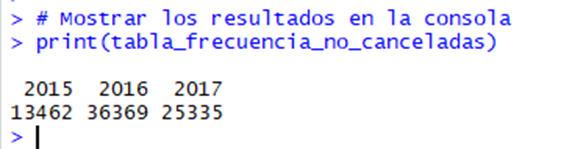 > # Mostrar los resultados en la consola
> print(tabla_frecuencia_no_canceladas)
2015 2016 2017
13462 36369 25335
>